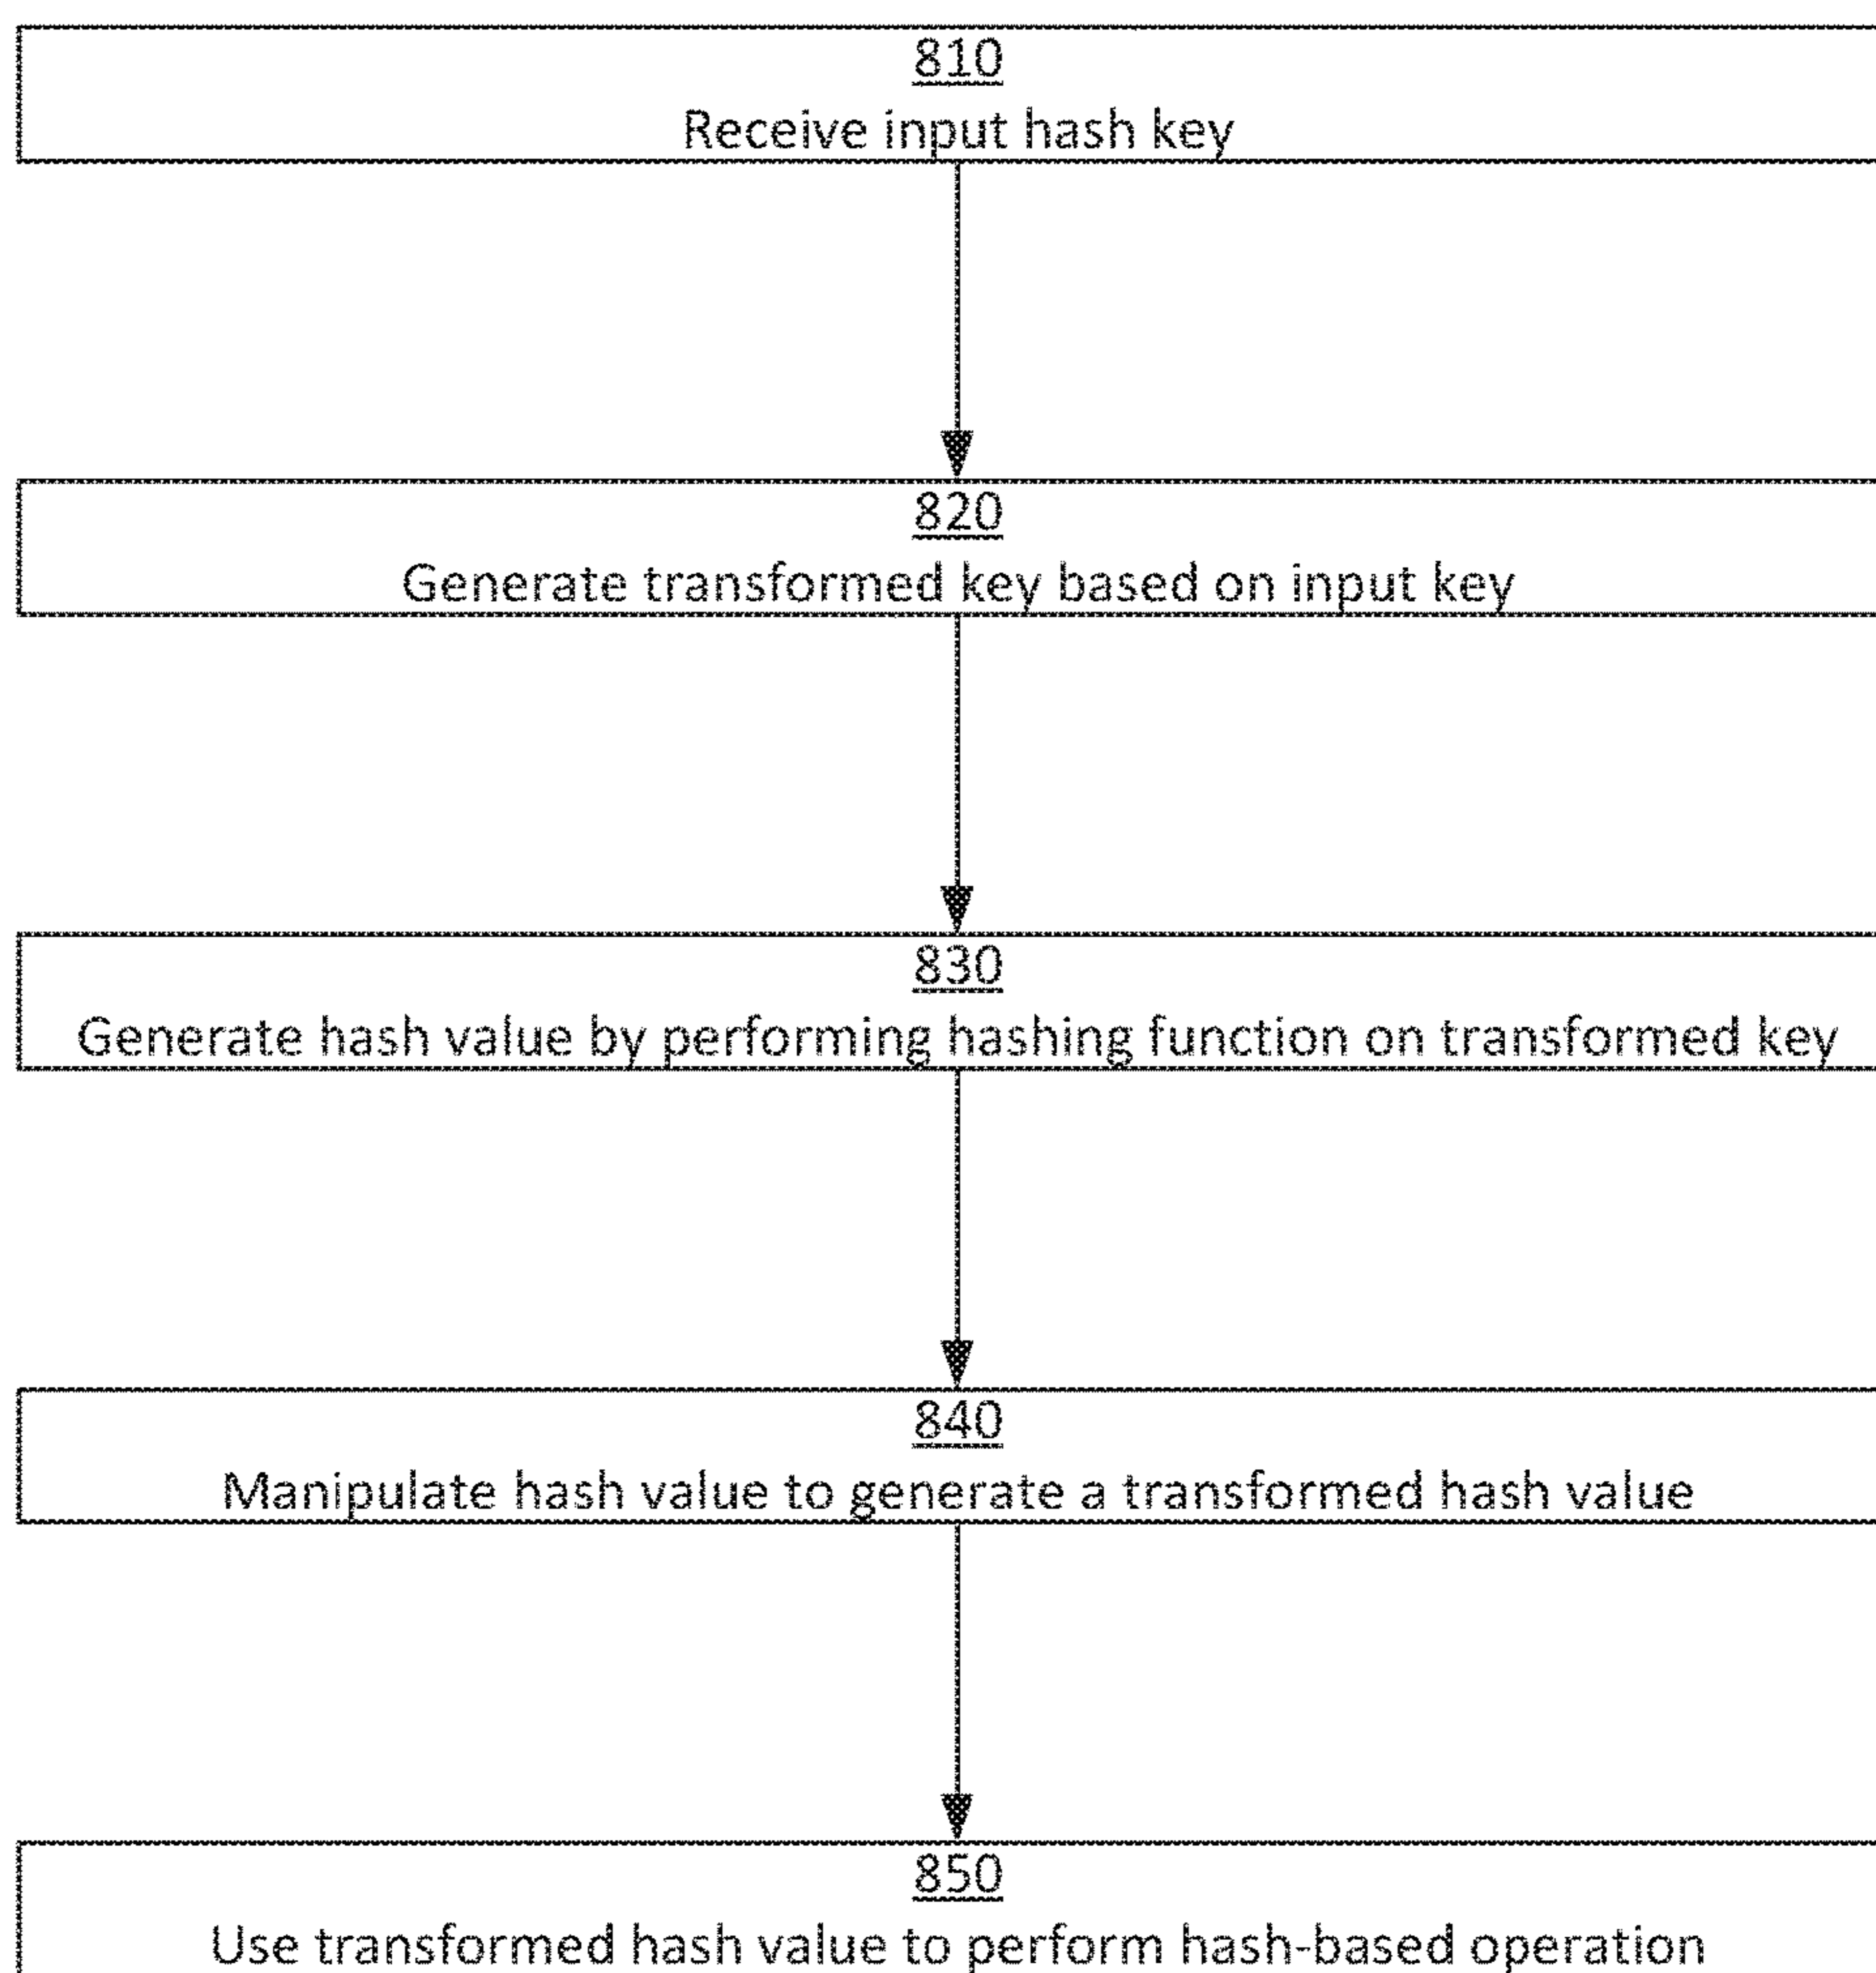 810
Receive input hash key
820
Generate transformed key based on input key
830
Generate hash value by performing hashing function on transformed key
840
Manipulate hash value to generate a transformed hash value
850
Use transformed hash value to perform hash-based operation